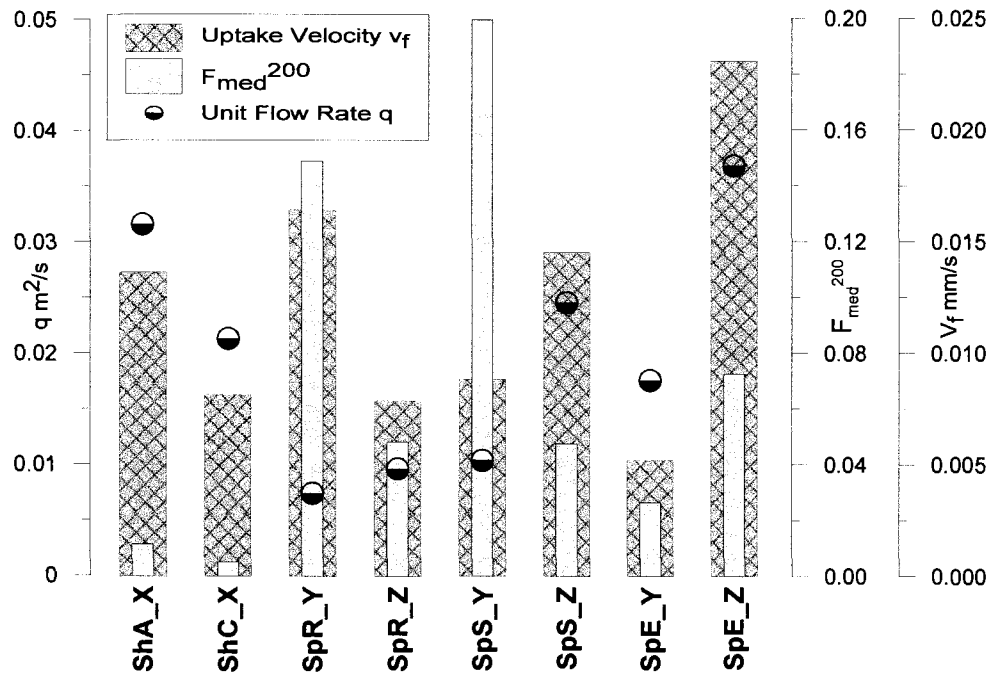 0.05
0.04
0.03
0.02
0.01
0
q m²/s
Uptake Velocity vf
Fmed²⁰⁰
Unit Flow Rate q
0.20
0.16
0.12
0.08
0.04
0.00
Fmed²⁰⁰
0.025
0.020
0.015
0.010
0.005
0.000
Vf mm/s
ShA_X
ShC_X
SpR_Y
SpR_Z
SpS_Y
SpS_Z
SpE_Y
SpE_Z